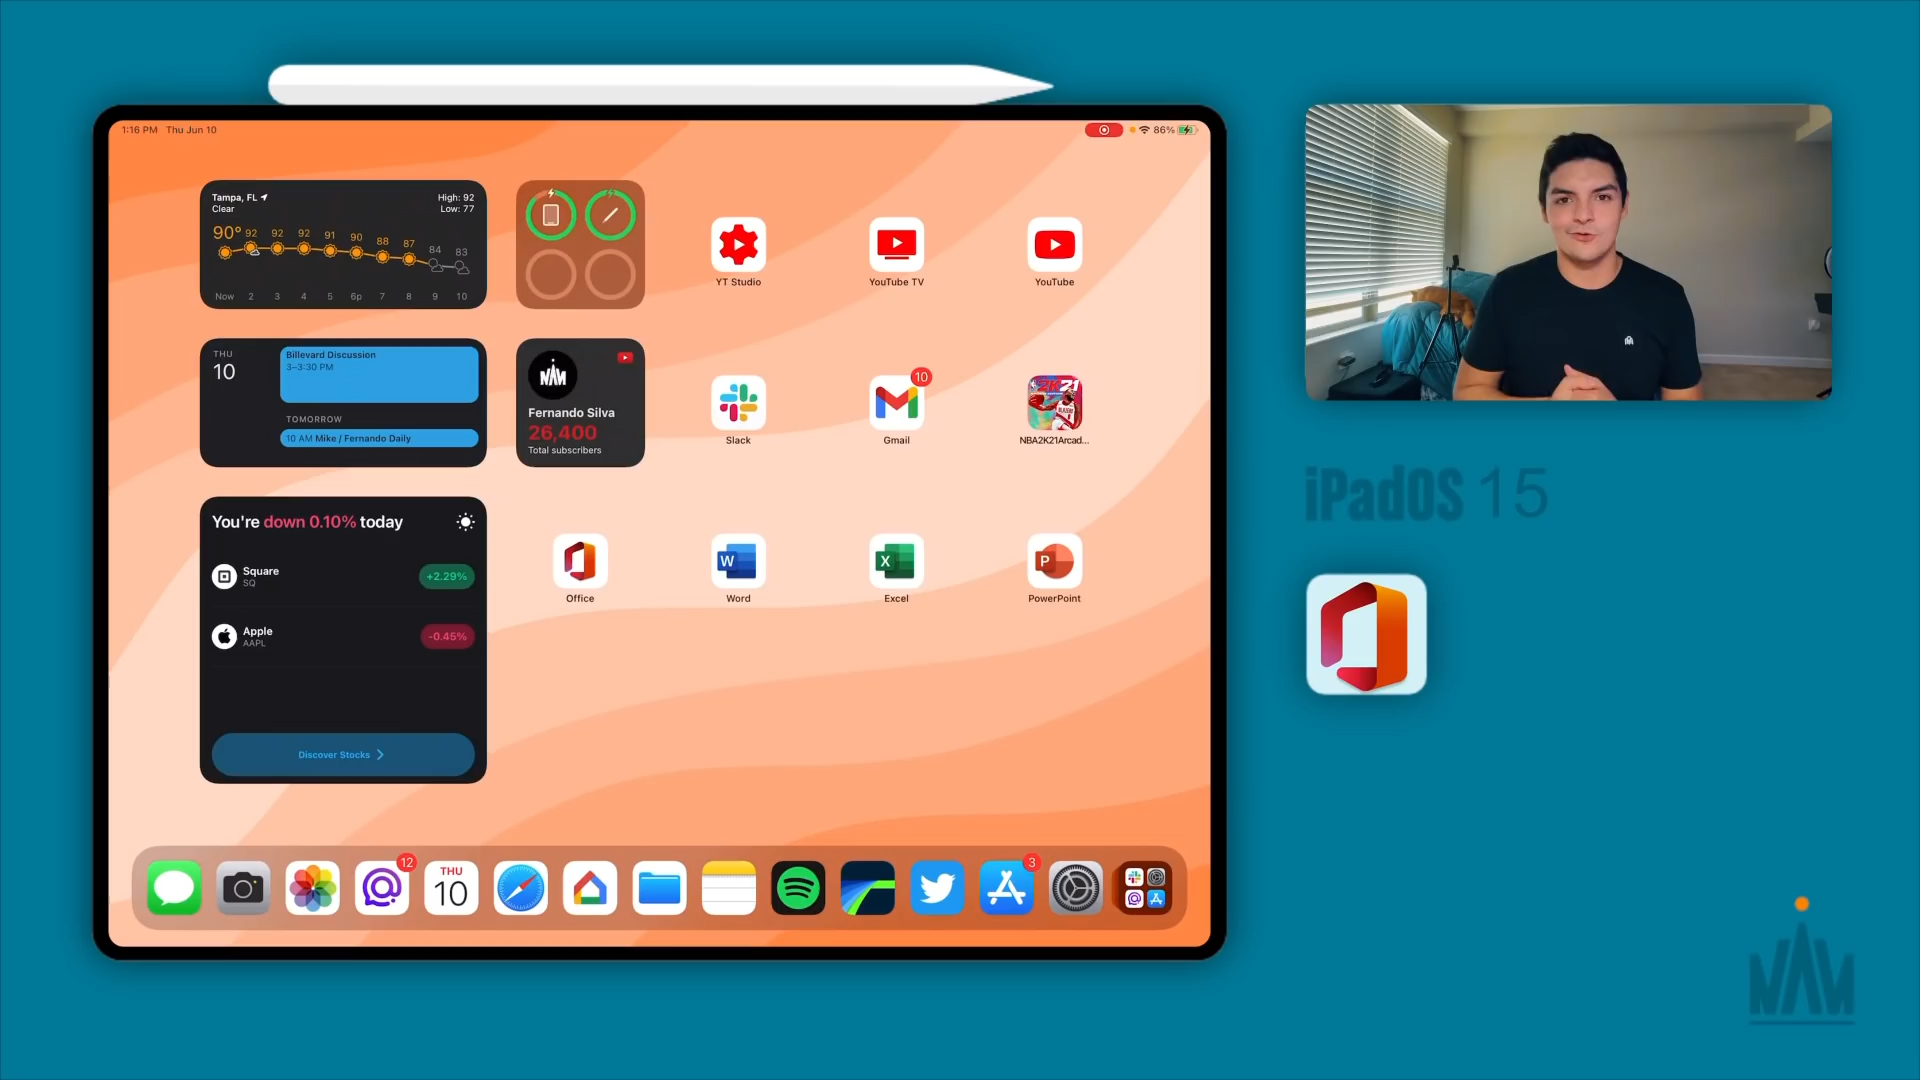 1:16 PM Thu Jun 10
86%
Tampa, FL
High: 92
Clear
Low: 77
90°
92 92 92 91 90 88 87 84 83
Now 2 3 4 5 6p 7 8 9 10
YT Studio
YouTube TV
YouTube
THU
10
Billevard Discussion
3–3:30 PM
TOMORROW
10 AM Mike / Fernando Daily
NAM
Fernando Silva
26,400
Total subscribers
Slack
10
Gmail
2K21
NBA2K21Arcad...
iPadOS 15
You're down 0.10% today
Square
SQ
+2.29%
Apple
AAPL
-0.45%
Discover Stocks
Office
W
Word
X
Excel
P
PowerPoint
12
THU
10
3
NAM